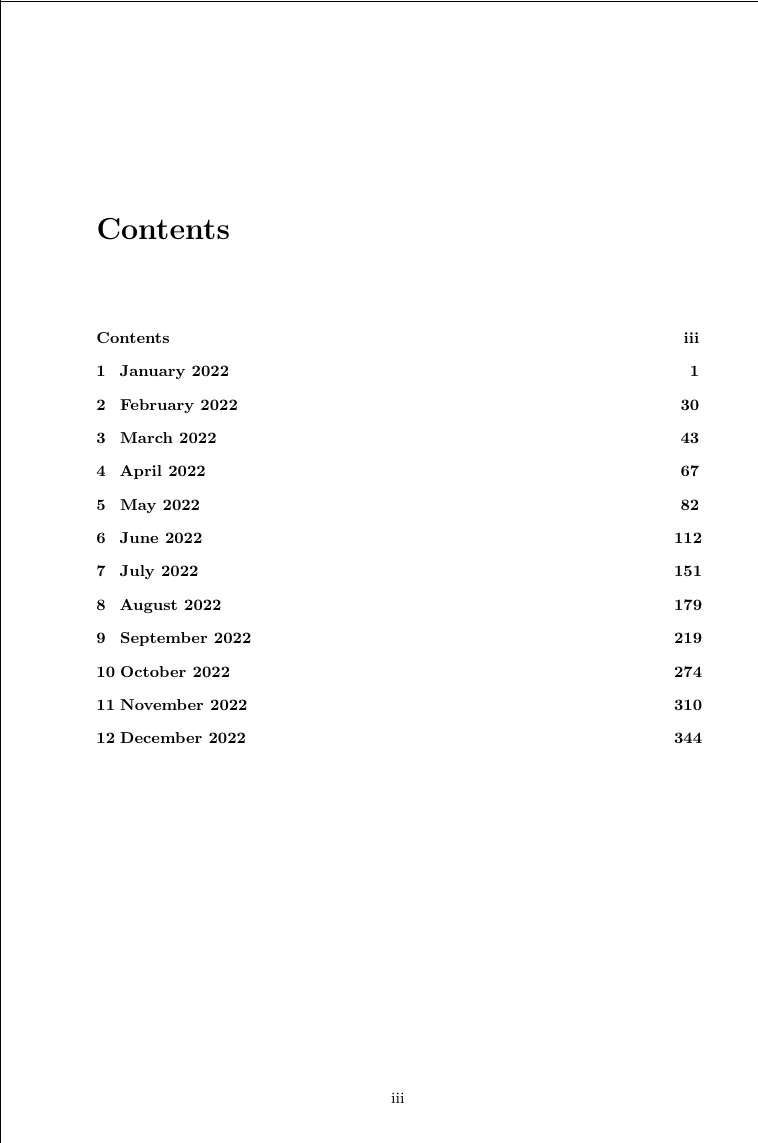 Contents
Contents iii
1 January 2022 1
2 February 2022 30
3 March 2022 43
4 April 2022 67
5 May 2022 82
6 June 2022 112
7 July 2022 151
8 August 2022 179
9 September 2022 219
10 October 2022 274
11 November 2022 310
12 December 2022 344
iii